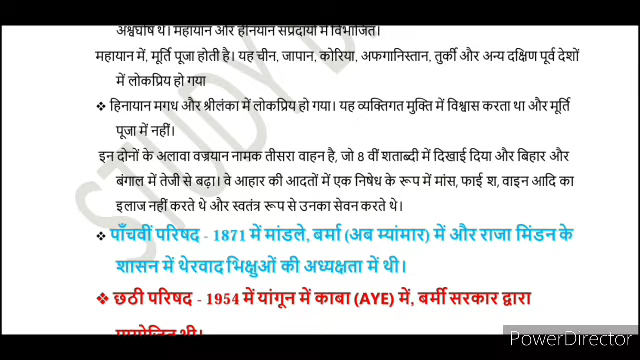 अश्वघोष थे। महायान और हीनयान संप्रदायों में विभाजित।
महायान में, मूर्ति पूजा होती है। यह चीन, जापान, कोरिया, अफगानिस्तान, तुर्की और अन्य दक्षिण पूर्व देशों
में लोकप्रिय हो गया
❖ हिनायान मगध और श्रीलंका में लोकप्रिय हो गया। यह व्यक्तिगत मुक्ति में विश्वास करता था और मूर्ति
पूजा में नहीं।
इन दोनों के अलावा वज्रयान नामक तीसरा वाहन है, जो 8 वीं शताब्दी में दिखाई दिया और बिहार और
बंगाल में तेजी से बढ़ा। वे आहार की आदतों में एक निषेध के रूप में मांस, फाई श, वाइन आदि का
इलाज नहीं करते थे और स्वतंत्र रूप से उनका सेवन करते थे।
❖ पाँचवीं परिषद - 1871 में मांडले, बर्मा (अब म्यांमार) में और राजा मिंडन के
शासन में थेरवाद भिक्षुओं की अध्यक्षता में थी।
❖ छठी परिषद - 1954 में यांगून में काबा (AYE) में, बर्मी सरकार द्वारा
थी।
STUDY
PowerDirector